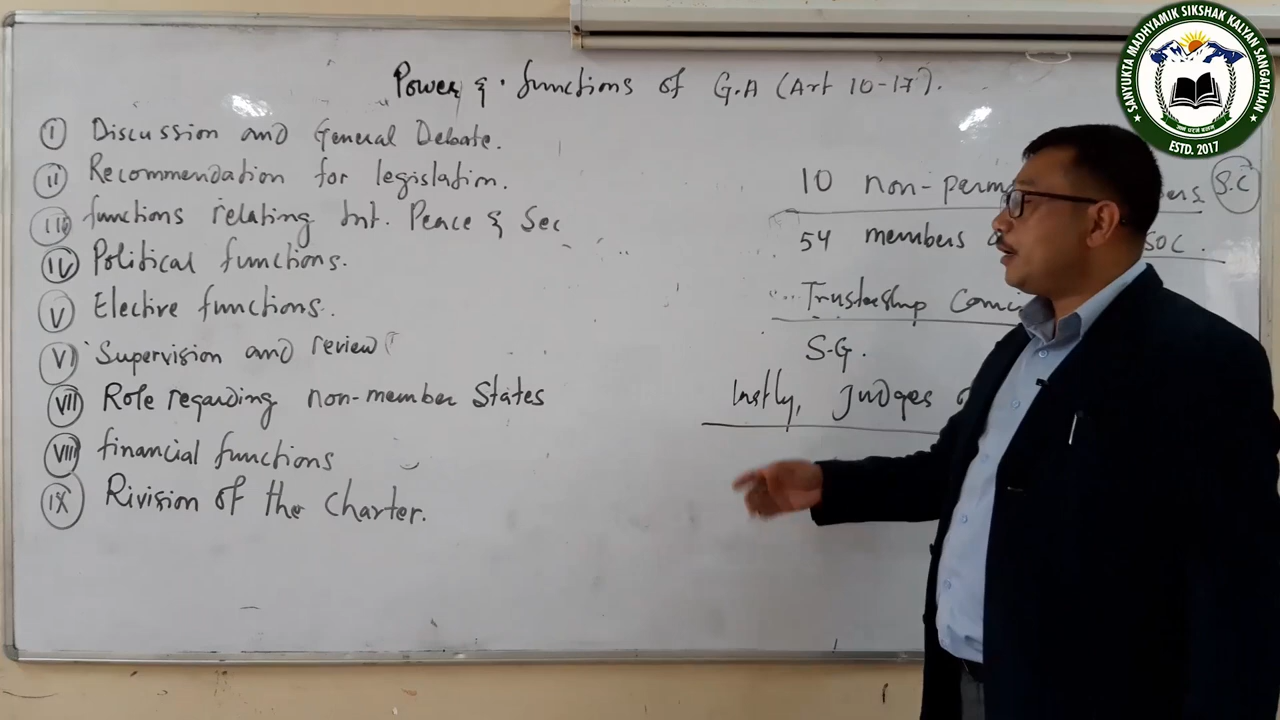 Power & functions of G.A (Art 10-17).
I Discussion and General Debate.
II Recommendation for legislation.
III functions relating Int. Peace & Sec
IV Political functions.
V Elective functions.
VI Supervision and review
VII Role regarding non-member States
VIII financial functions
IX Rivision of the Charter.
10 non-perm bers S.C
54 members SOC.
Trusteeship Counci
S.G.
lastly, Judges o
SANYUKTA MADHYAMIK SIKSHAK KALYAN SANGATHAN
ESTD. 2017